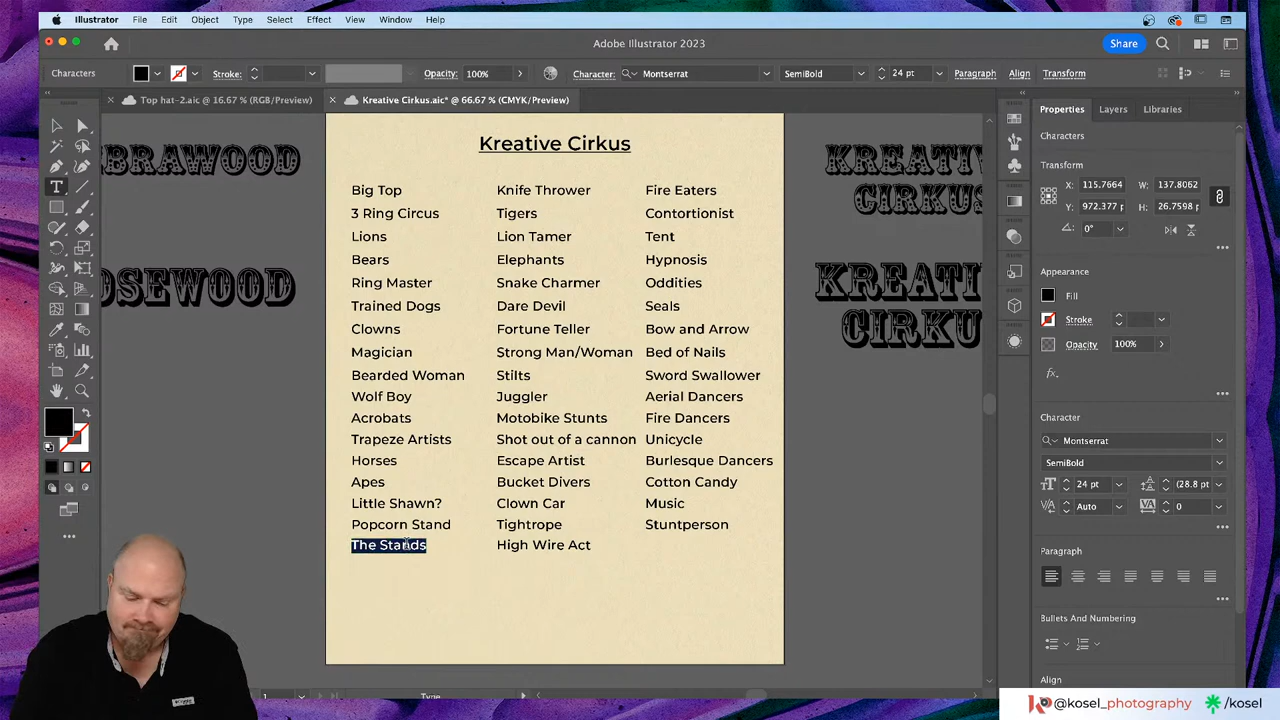 Illustrator File Edit Object Type Select Effect View Window Help
Adobe Illustrator 2023
Share
Characters Stroke: Opacity: 100% Character: Montserrat SemiBold 24 pt Paragraph Align Transform
Top hat-2.aic @ 16.67 % (RGB/Preview)
Kreative Cirkus.aic* @ 66.67 % (CMYK/Preview)
BRAWOOD
OSEWOOD
Kreative Cirkus
Big Top
3 Ring Circus
Lions
Bears
Ring Master
Trained Dogs
Clowns
Magician
Bearded Woman
Wolf Boy
Acrobats
Trapeze Artists
Horses
Apes
Little Shawn?
Popcorn Stand
The Stands
Knife Thrower
Tigers
Lion Tamer
Elephants
Snake Charmer
Dare Devil
Fortune Teller
Strong Man/Woman
Stilts
Juggler
Motobike Stunts
Shot out of a cannon
Escape Artist
Bucket Divers
Clown Car
Tightrope
High Wire Act
Fire Eaters
Contortionist
Tent
Hypnosis
Oddities
Seals
Bow and Arrow
Bed of Nails
Sword Swallower
Aerial Dancers
Fire Dancers
Unicycle
Burlesque Dancers
Cotton Candy
Music
Stuntperson
KREATIV
CIRKUS
KREATI
CIRKU
Properties Layers Libraries
Characters
Transform
X: 115.7664 W: 137.8062
Y: 972.377 p H: 26.7598 p
0°
Appearance
Fill
Stroke
Opacity 100%
fx.
Character
Montserrat
SemiBold
24 pt (28.8 pt
Auto 0
Paragraph
Bullets And Numbering
Align
1 Type
@kosel_photography /kosel